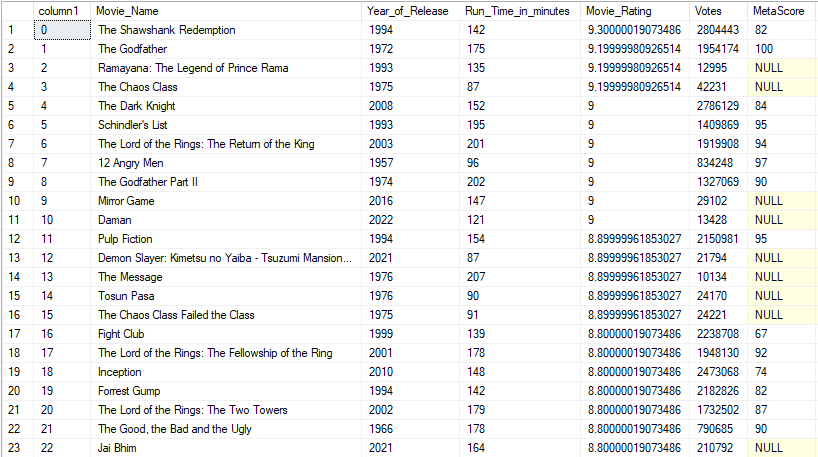 column1 Movie_Name Year_of_Release Run_Time_in_minutes Movie_Rating Votes MetaScore
1 0 The Shawshank Redemption 1994 142 9.30000019073486 2804443 82
2 1 The Godfather 1972 175 9.19999980926514 1954174 100
3 2 Ramayana: The Legend of Prince Rama 1993 135 9.19999980926514 12995 NULL
4 3 The Chaos Class 1975 87 9.19999980926514 42231 NULL
5 4 The Dark Knight 2008 152 9 2786129 84
6 5 Schindler's List 1993 195 9 1409869 95
7 6 The Lord of the Rings: The Return of the King 2003 201 9 1919908 94
8 7 12 Angry Men 1957 96 9 834248 97
9 8 The Godfather Part II 1974 202 9 1327069 90
10 9 Mirror Game 2016 147 9 29102 NULL
11 10 Daman 2022 121 9 13428 NULL
12 11 Pulp Fiction 1994 154 8.89999961853027 2150981 95
13 12 Demon Slayer: Kimetsu no Yaiba - Tsuzumi Mansion... 2021 87 8.89999961853027 21794 NULL
14 13 The Message 1976 207 8.89999961853027 10134 NULL
15 14 Tosun Pasa 1976 90 8.89999961853027 24170 NULL
16 15 The Chaos Class Failed the Class 1975 91 8.89999961853027 24221 NULL
17 16 Fight Club 1999 139 8.80000019073486 2238708 67
18 17 The Lord of the Rings: The Fellowship of the Ring 2001 178 8.80000019073486 1948130 92
19 18 Inception 2010 148 8.80000019073486 2473068 74
20 19 Forrest Gump 1994 142 8.80000019073486 2182826 82
21 20 The Lord of the Rings: The Two Towers 2002 179 8.80000019073486 1732502 87
22 21 The Good, the Bad and the Ugly 1966 178 8.80000019073486 790685 90
23 22 Jai Bhim 2021 164 8.80000019073486 210792 NULL